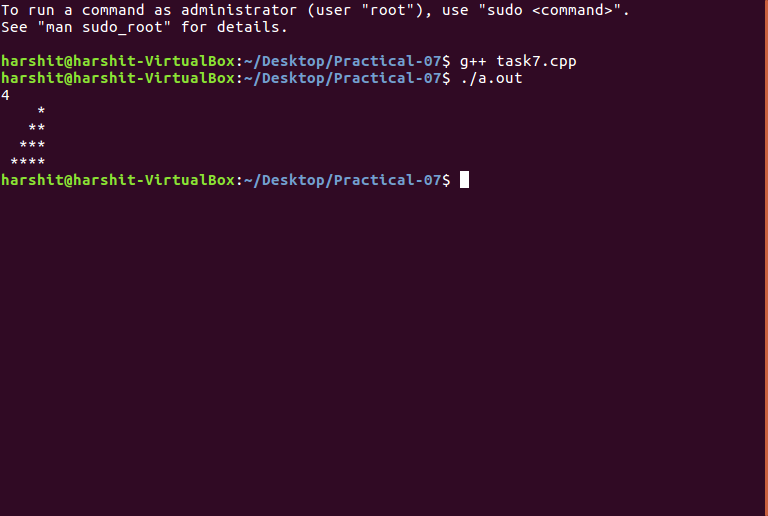 To run a command as administrator (user "root"), use "sudo <command>".
See "man sudo_root" for details.
harshit@harshit-VirtualBox:~/Desktop/Practical-07$ g++ task7.cpp
harshit@harshit-VirtualBox:~/Desktop/Practical-07$ ./a.out
4
    *
   **
  ***
 ****
harshit@harshit-VirtualBox:~/Desktop/Practical-07$